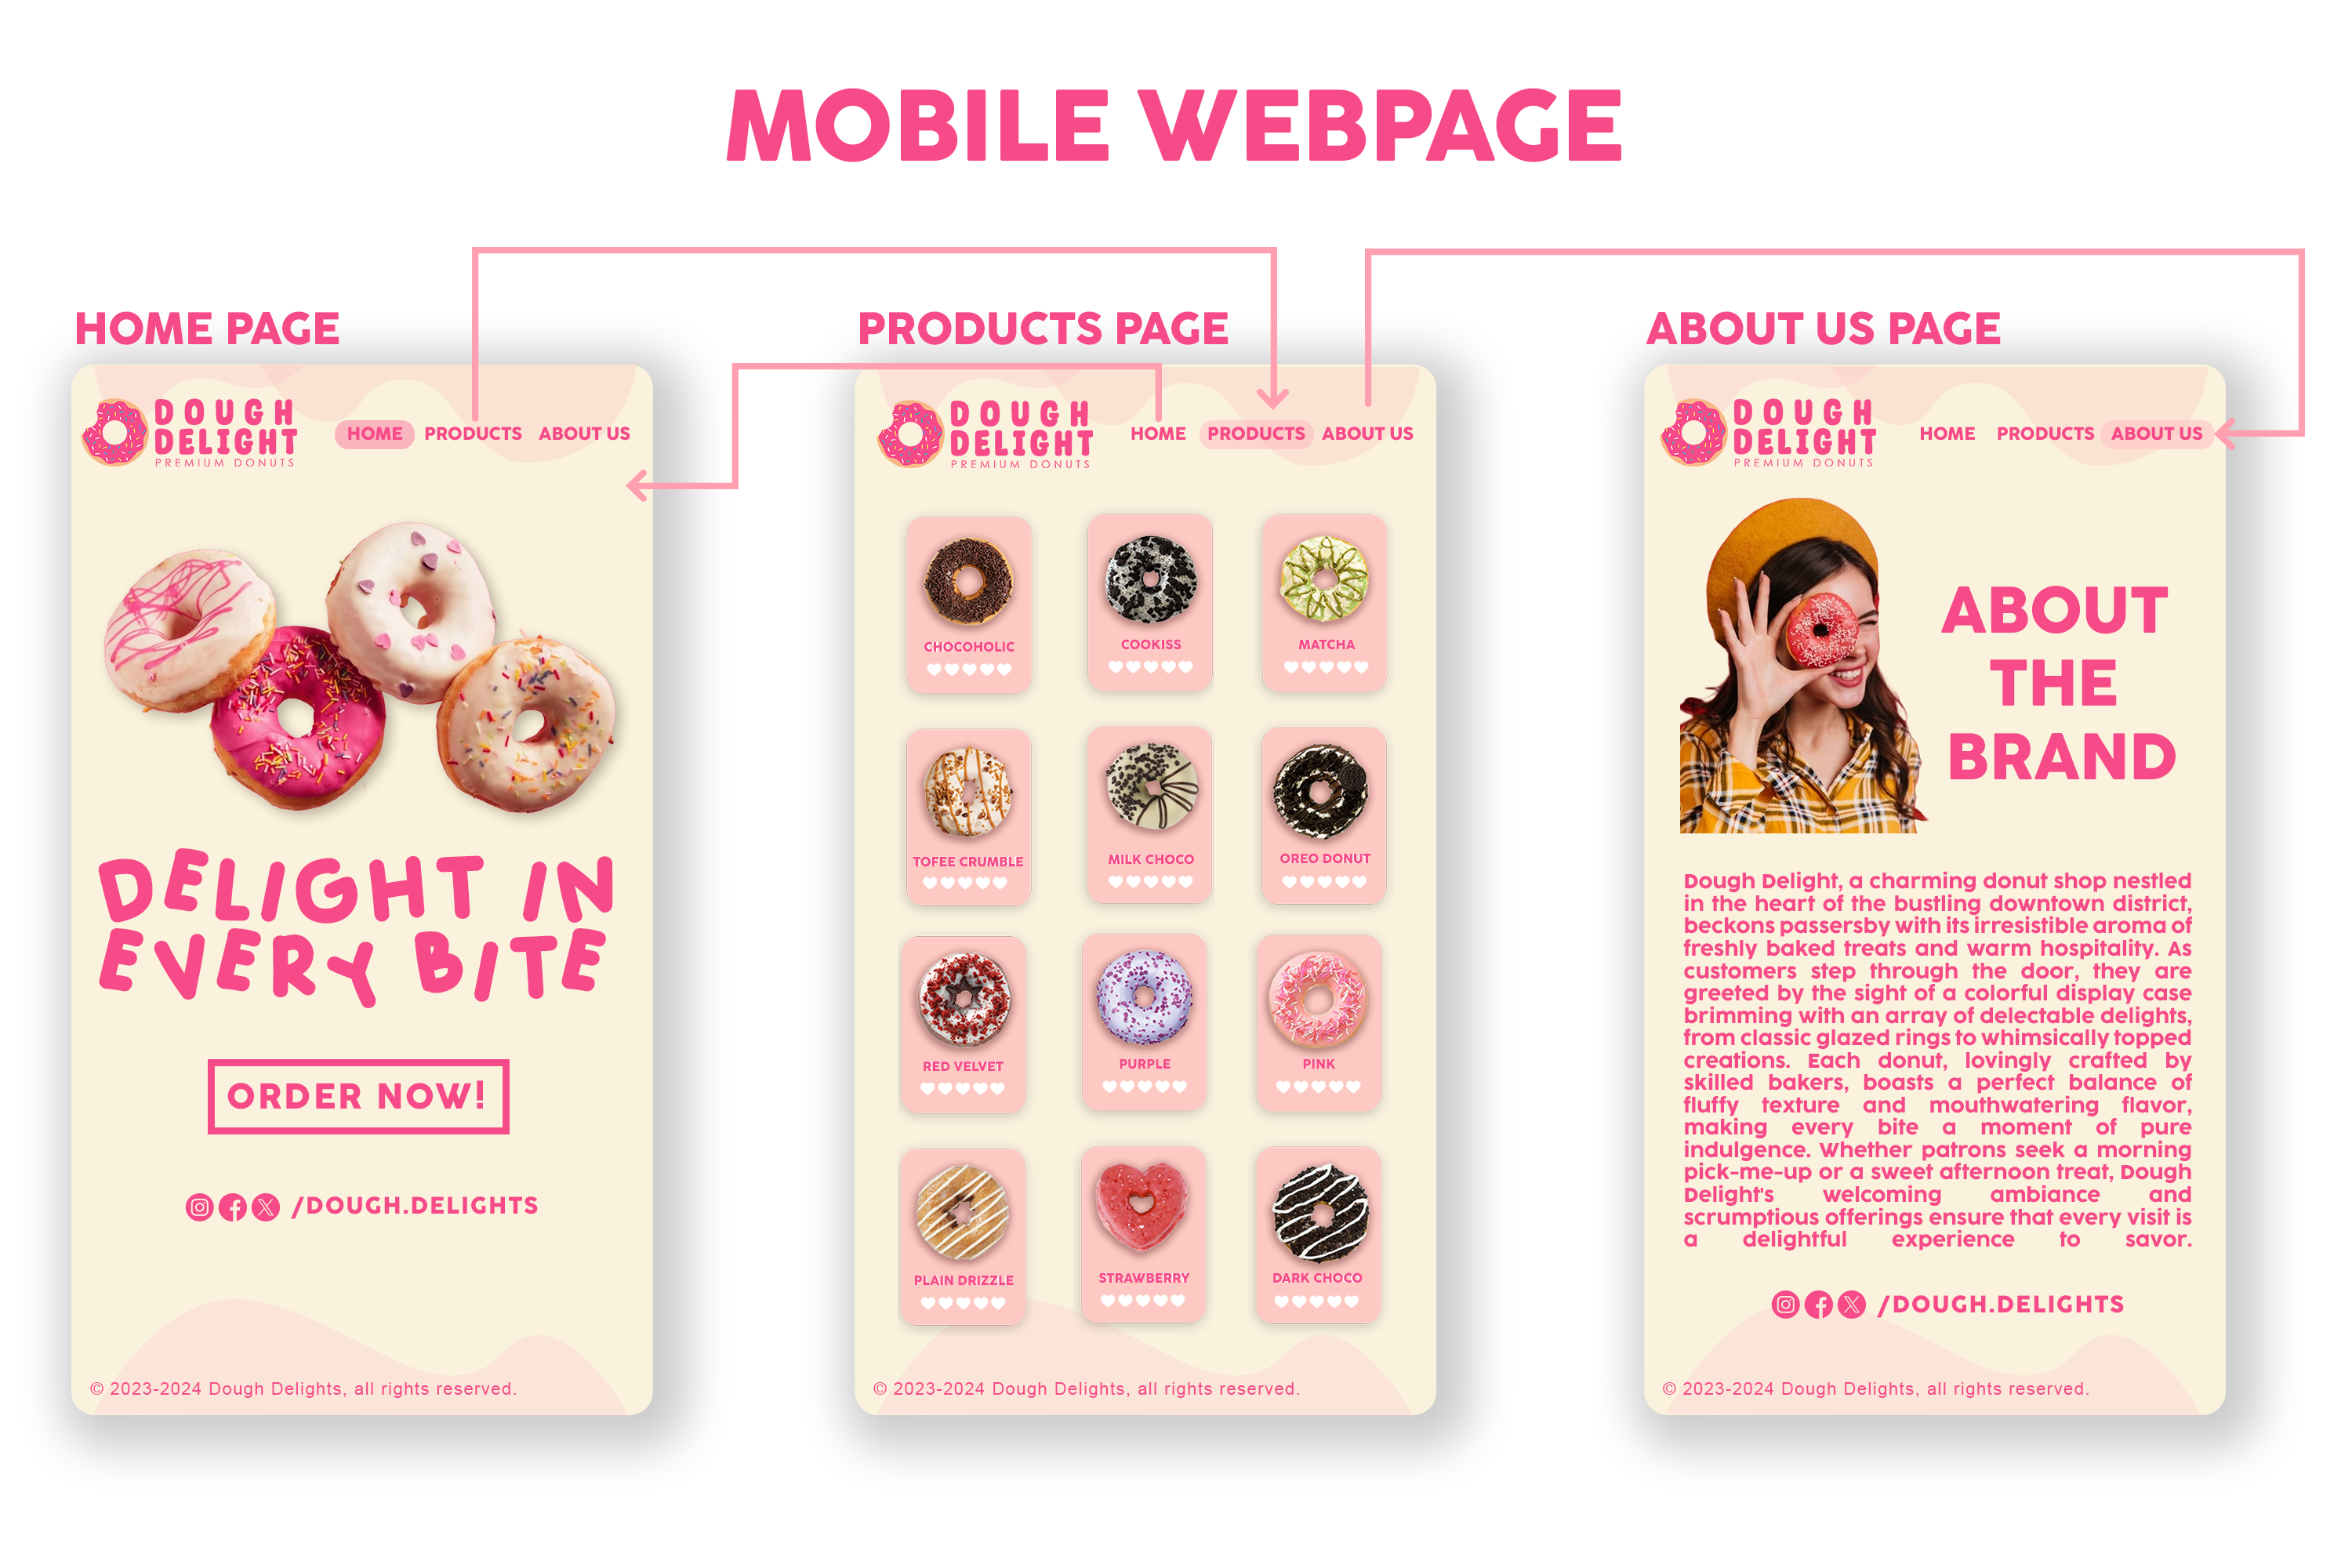 MOBILE WEBPAGE
HOME PAGE
DOUGH
DELIGHT
PREMIUM DONUTS
HOME PRODUCTS ABOUT US
DELIGHT IN
EVERY BITE
ORDER NOW!
/DOUGH.DELIGHTS
© 2023-2024 Dough Delights, all rights reserved.
PRODUCTS PAGE
DOUGH
DELIGHT
PREMIUM DONUTS
HOME PRODUCTS ABOUT US
CHOCOHOLIC
COOKISS
MATCHA
TOFEE CRUMBLE
MILK CHOCO
OREO DONUT
RED VELVET
PURPLE
PINK
PLAIN DRIZZLE
STRAWBERRY
DARK CHOCO
© 2023-2024 Dough Delights, all rights reserved.
ABOUT US PAGE
DOUGH
DELIGHT
PREMIUM DONUTS
HOME PRODUCTS ABOUT US
ABOUT
THE
BRAND
Dough Delight, a charming donut shop nestled
in the heart of the bustling downtown district,
beckons passersby with its irresistible aroma of
freshly baked treats and warm hospitality. As
customers step through the door, they are
greeted by the sight of a colorful display case
brimming with an array of delectable delights,
from classic glazed rings to whimsically topped
creations. Each donut, lovingly crafted by
skilled bakers, boasts a perfect balance of
fluffy texture and mouthwatering flavor,
making every bite a moment of pure
indulgence. Whether patrons seek a morning
pick-me-up or a sweet afternoon treat, Dough
Delight's welcoming ambiance and
scrumptious offerings ensure that every visit is
a delightful experience to savor.
/DOUGH.DELIGHTS
© 2023-2024 Dough Delights, all rights reserved.